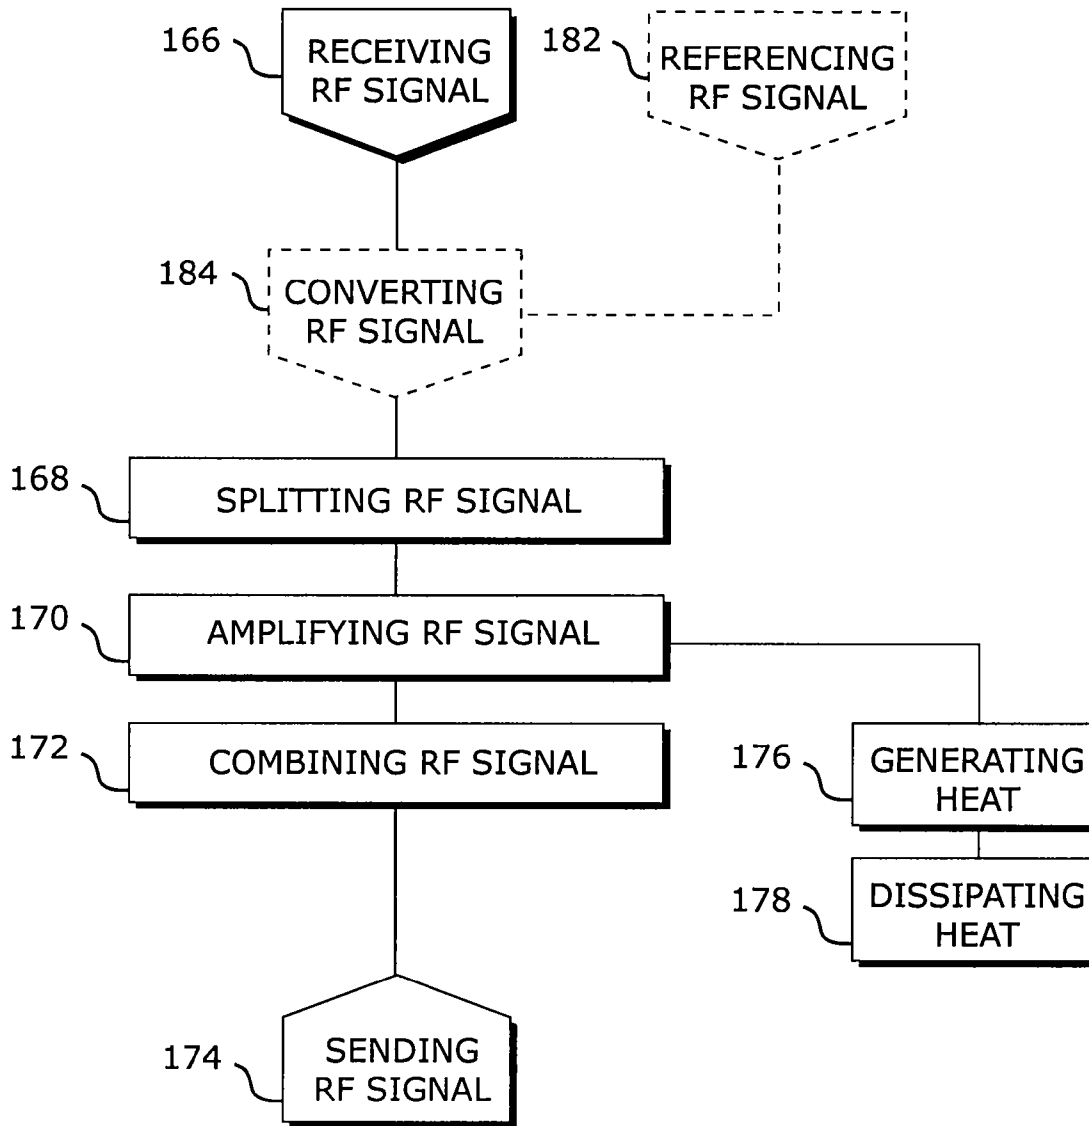 166
RECEIVING
RF SIGNAL
182
REFERENCING
RF SIGNAL
184
CONVERTING
RF SIGNAL
168
SPLITTING RF SIGNAL
170
AMPLIFYING RF SIGNAL
172
COMBINING RF SIGNAL
176
GENERATING
HEAT
178
DISSIPATING
HEAT
174
SENDING
RF SIGNAL